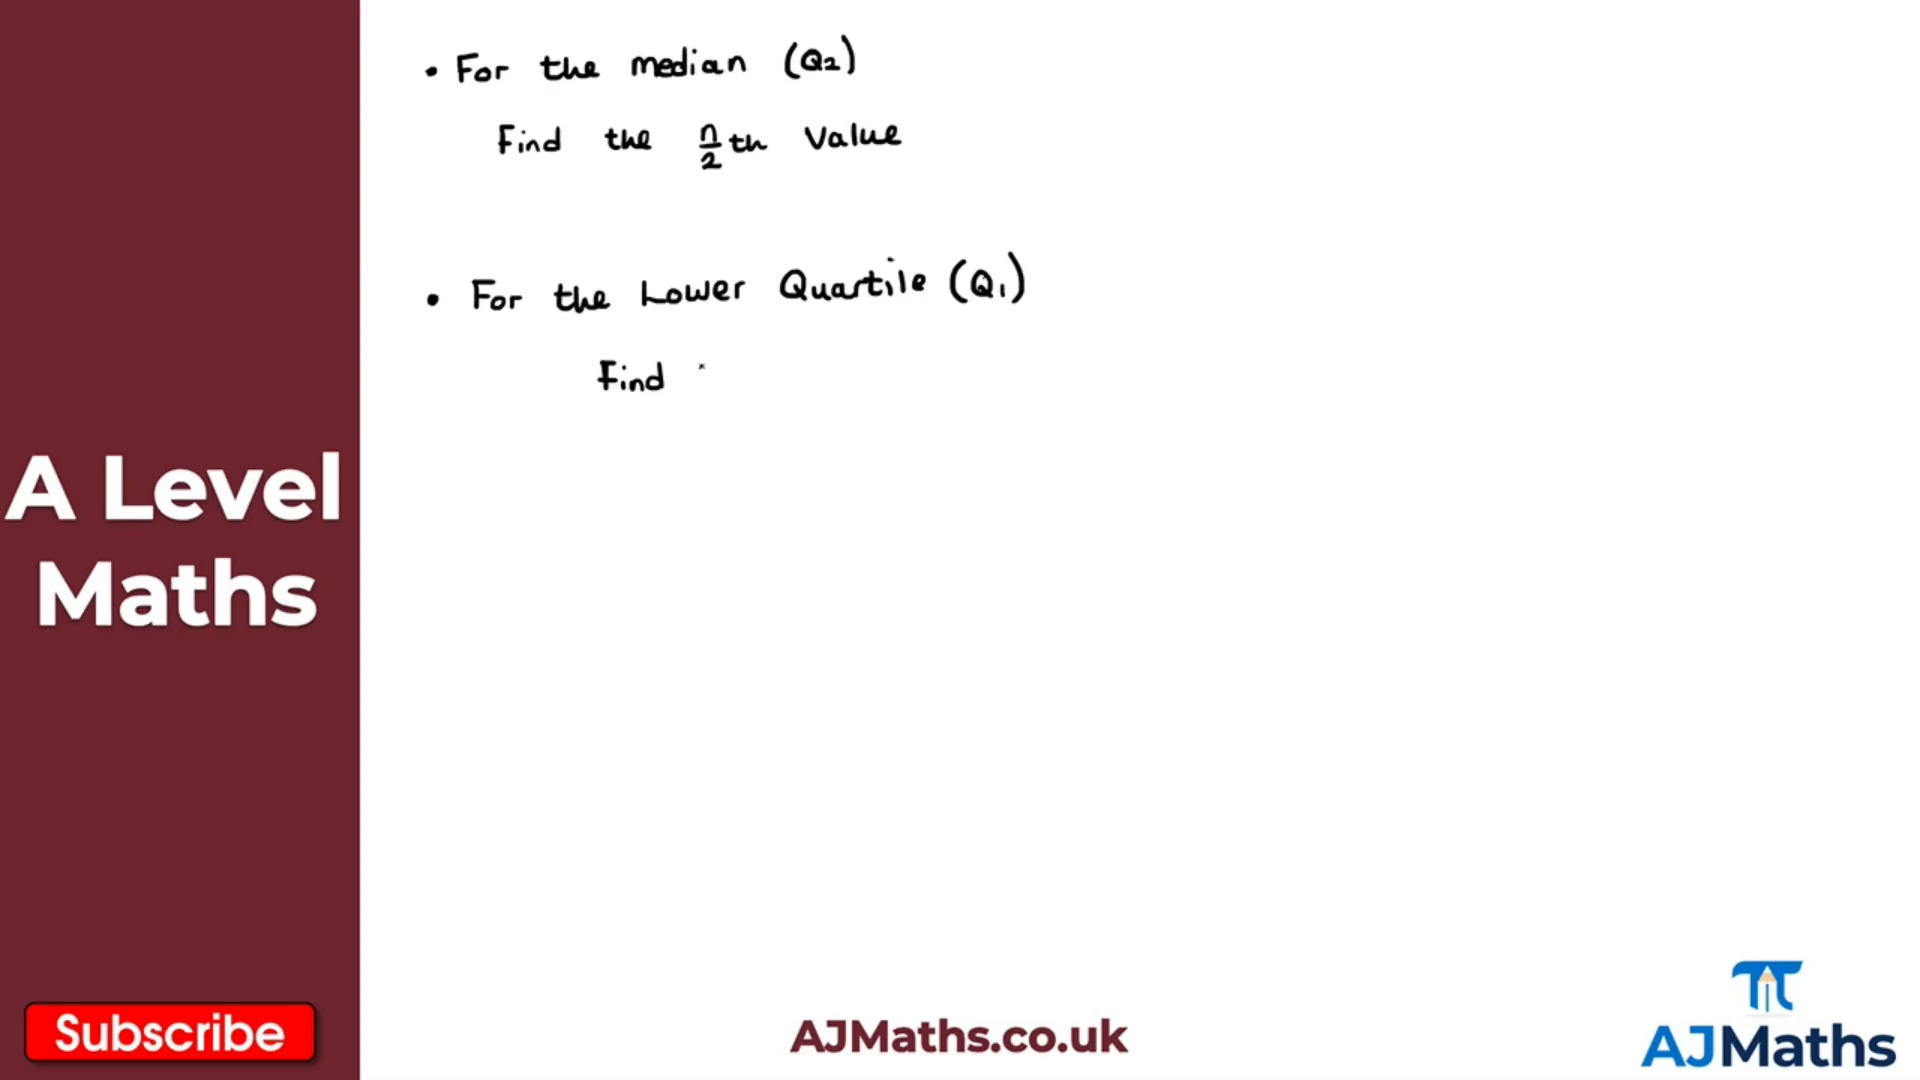 • For the median (Q2)
Find the n/2 th Value
• For the Lower Quartile (Q1)
Find
A Level
Maths
Subscribe
AJMaths.co.uk
AJMaths